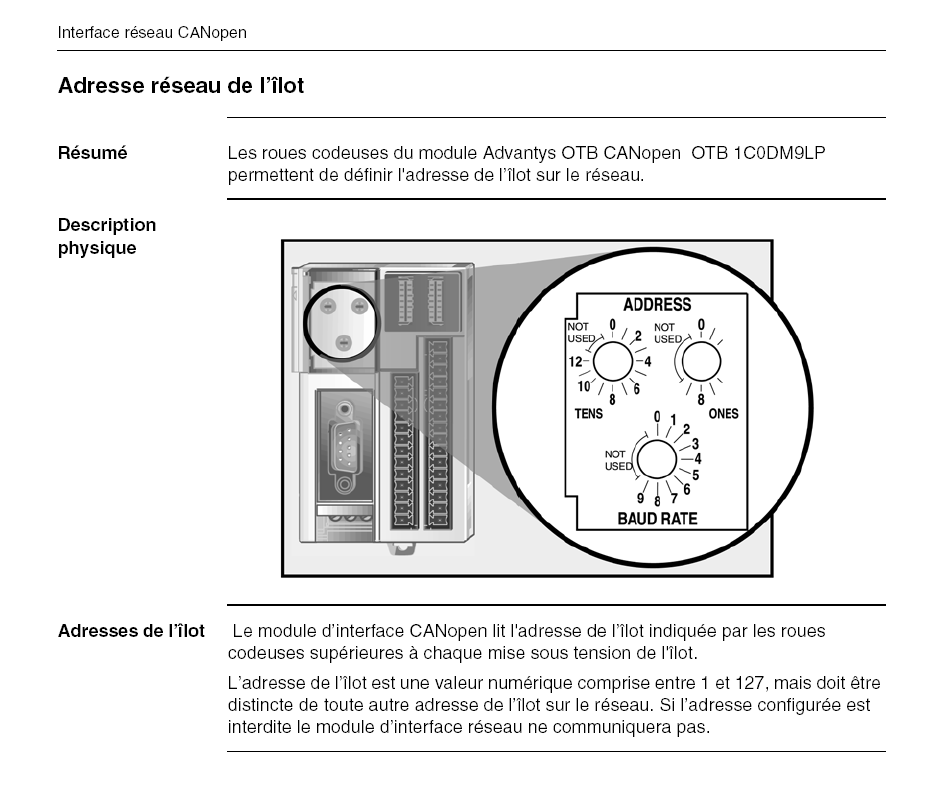 Interface réseau CANopen
Adresse réseau de l'îlot
Résumé
Les roues codeuses du module Advantys OTB CANopen OTB 1C0DM9LP
permettent de définir l'adresse de l'îlot sur le réseau.
Description
physique
ADDRESS
NOT
USED
0
2
4
6
8
10
12
TENS
NOT
USED
0
8
ONES
NOT
USED
0
1
2
3
4
5
6
7
8
9
BAUD RATE
Adresses de l'îlot
Le module d'interface CANopen lit l'adresse de l'îlot indiquée par les roues
codeuses supérieures à chaque mise sous tension de l'îlot.
L'adresse de l'îlot est une valeur numérique comprise entre 1 et 127, mais doit être
distincte de toute autre adresse de l'îlot sur le réseau. Si l'adresse configurée est
interdite le module d'interface réseau ne communiquera pas.